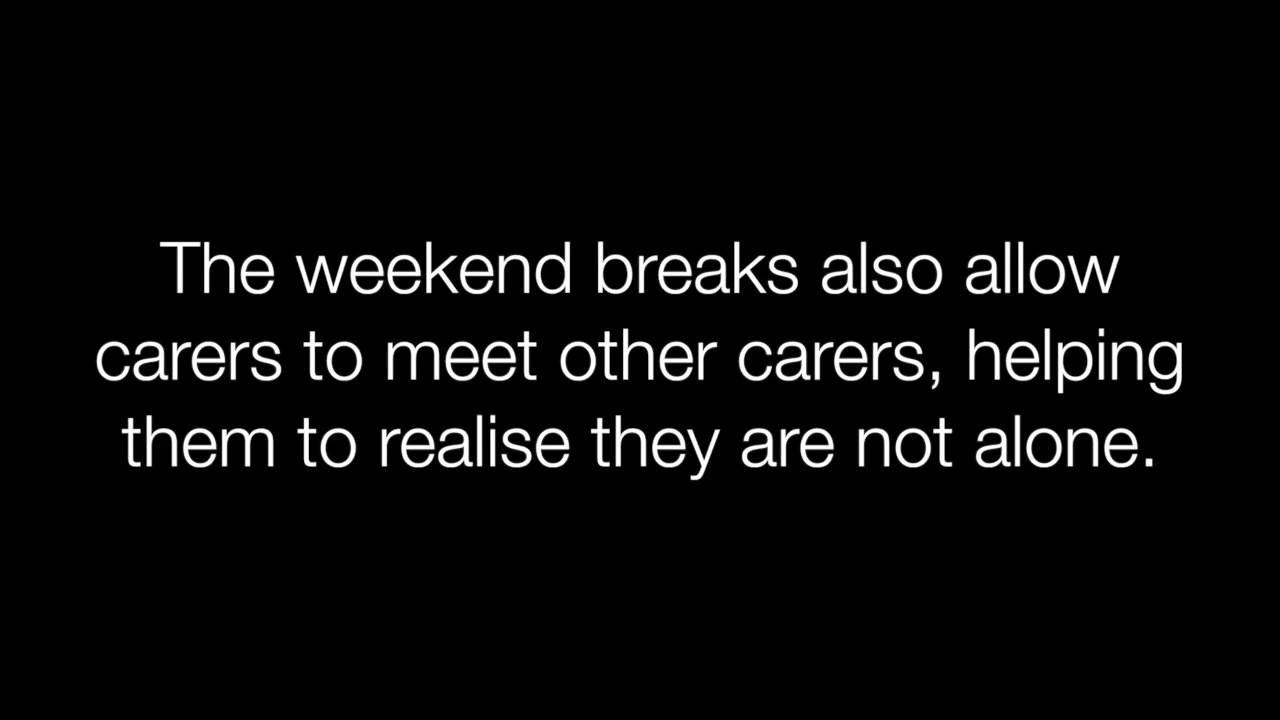 The weekend breaks also allow
carers to meet other carers, helping
them to realise they are not alone.